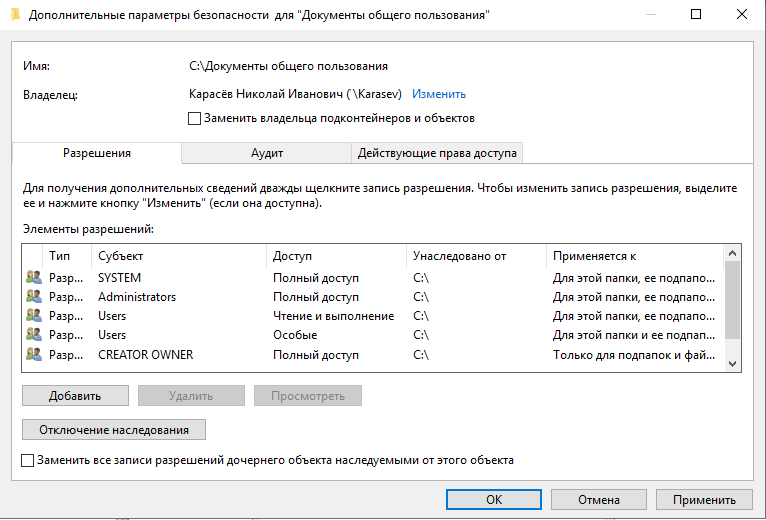 Дополнительные параметры безопасности для "Документы общего пользования"
Имя: C:\Документы общего пользования
Владелец: Карасёв Николай Иванович (`\Karasev) Изменить
Заменить владельца подконтейнеров и объектов
Разрешения Аудит Действующие права доступа
Для получения дополнительных сведений дважды щелкните запись разрешения. Чтобы изменить запись разрешения, выделите
ее и нажмите кнопку "Изменить" (если она доступна).
Элементы разрешений:
Тип Субъект Доступ Унаследовано от Применяется к
Разр... SYSTEM Полный доступ C:\ Для этой папки, ее подпапо...
Разр... Administrators Полный доступ C:\ Для этой папки, ее подпапо...
Разр... Users Чтение и выполнение C:\ Для этой папки, ее подпапо...
Разр... Users Особые C:\ Для этой папки и ее подпап...
Разр... CREATOR OWNER Полный доступ C:\ Только для подпапок и фай...
Добавить Удалить Просмотреть
Отключение наследования
Заменить все записи разрешений дочернего объекта наследуемыми от этого объекта
ОК Отмена Применить